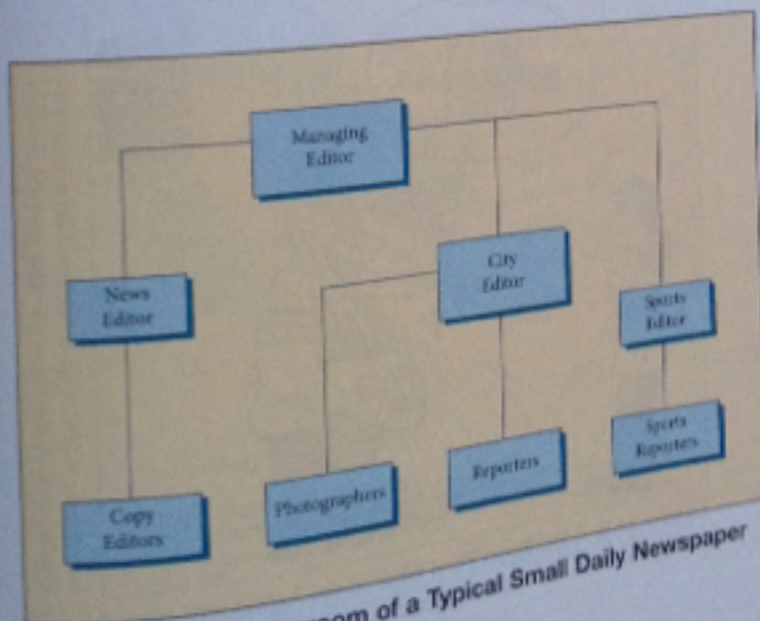 Managing
Editor
News
Editor
City
Editor
Sports
Editor
Copy
Editors
Photographers
Reporters
Sports
Reporters
of a Typical Small Daily Newspaper